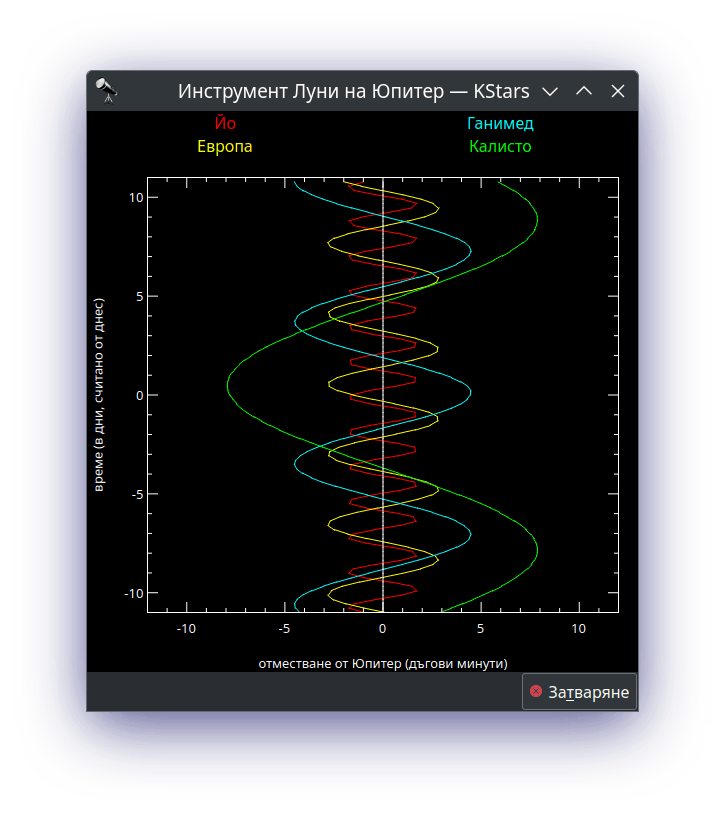 Инструмент Луни на Юпитер — KStars
Йо
Ганимед
Европа
Калисто
10
5
0
-5
-10
време (в дни, считано от днес)
-10
-5
0
5
10
отместване от Юпитер (дъгови минути)
Затваряне